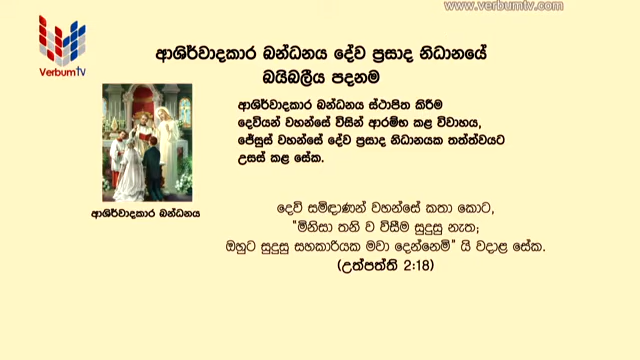 www.verbumtv.com
Verbum TV
ආශිර්වාදකාර බන්ධනය දේව ප්‍රසාද නිධානයේ
බයිබලීය පදනම
ආශිර්වාදකාර බන්ධනය ස්ථාපිත කිරීම
දෙවියන් වහන්සේ විසින් ආරම්භ කළ විවාහය,
ජේසුස් වහන්සේ දේව ප්‍රසාද නිධානයක තත්ත්වයට
උසස් කළ සේක.
ආශිර්වාදකාර බන්ධනය
දෙවි සමිඳාණන් වහන්සේ කතා කොට,
"මිනිසා තනි ව විසීම සුදුසු නැත;
ඔහුට සුදුසු සහකාරියක මවා දෙන්නෙමි" යි වදාළ සේක.
(උත්පත්ති 2:18)